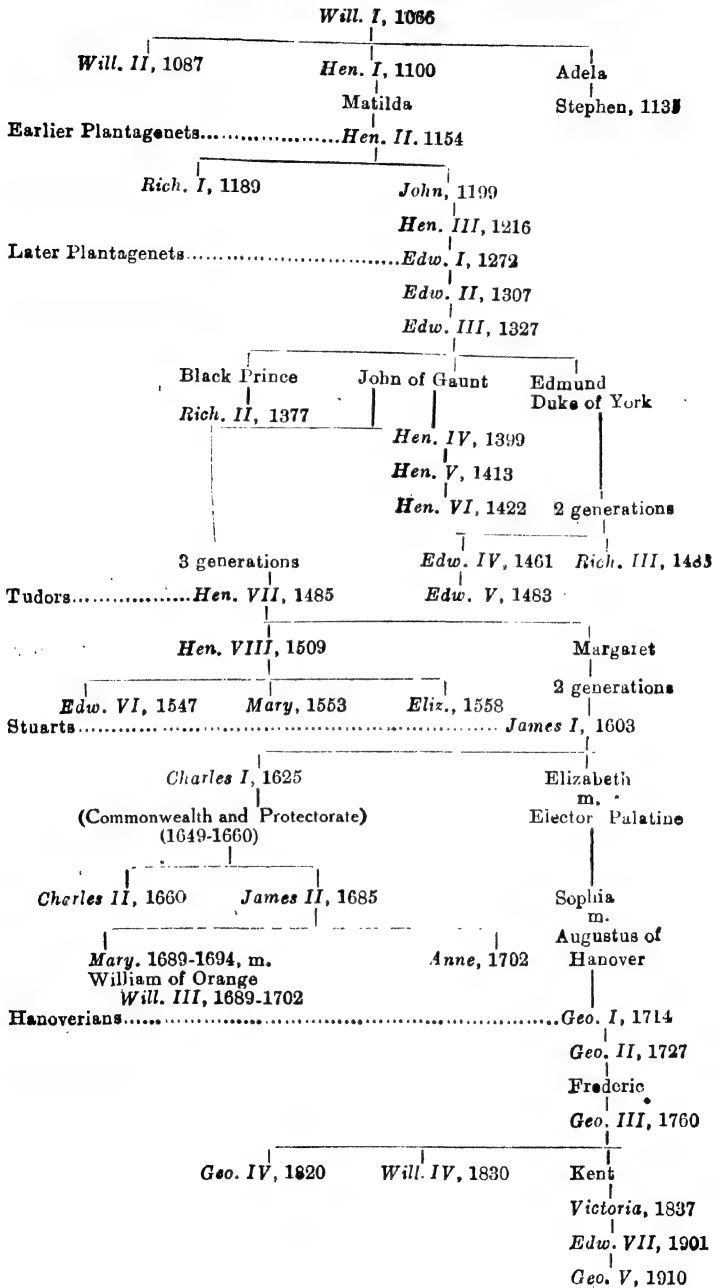 Will. I, 1066
Will. II, 1087 Hen. I, 1100 Adela
Matilda Stephen, 1135
Earlier Plantagenets....................Hen. II. 1154
Rich. I, 1189 John, 1199
Hen. III, 1216
Later Plantagenets................................Edw. I, 1272
Edw. II, 1307
Edw. III, 1327
Black Prince John of Gaunt Edmund
Duke of York
Rich. II, 1377
Hen. IV, 1399
Hen. V, 1413
Hen. VI, 1422 2 generations
3 generations Edw. IV, 1461 Rich. III, 1483
Tudors..................Hen. VII, 1485 Edw. V, 1483
Hen. VIII, 1509 Margaret
2 generations
Edw. VI, 1547 Mary, 1553 Eliz., 1558
Stuarts................................................................James I, 1603
Charles I, 1625 Elizabeth
m.
(Commonwealth and Protectorate) Elector Palatine
(1649-1660)
Charles II, 1660 James II, 1685 Sophia
m.
Augustus of
Mary. 1689-1694, m. Anne, 1702 Hanover
William of Orange
Will. III, 1689-1702
Hanoverians................................................................Geo. I, 1714
Geo. II, 1727
Frederic
Geo. III, 1760
Geo. IV, 1820 Will. IV, 1830 Kent
Victoria, 1837
Edw. VII, 1901
Geo. V, 1910